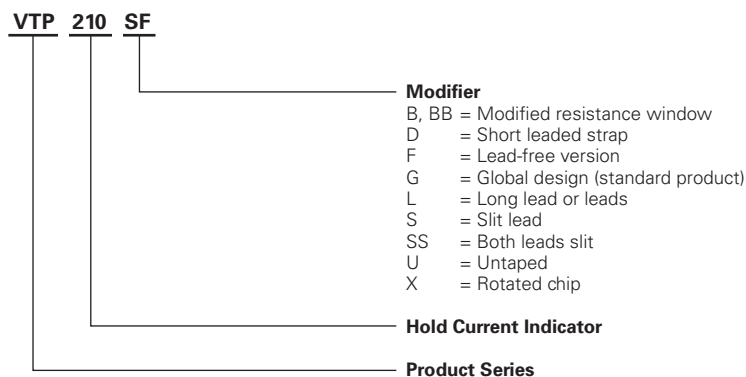 VTP 210 SF
Modifier
B, BB = Modified resistance window
D = Short leaded strap
F = Lead-free version
G = Global design (standard product)
L = Long lead or leads
S = Slit lead
SS = Both leads slit
U = Untaped
X = Rotated chip
Hold Current Indicator
Product Series